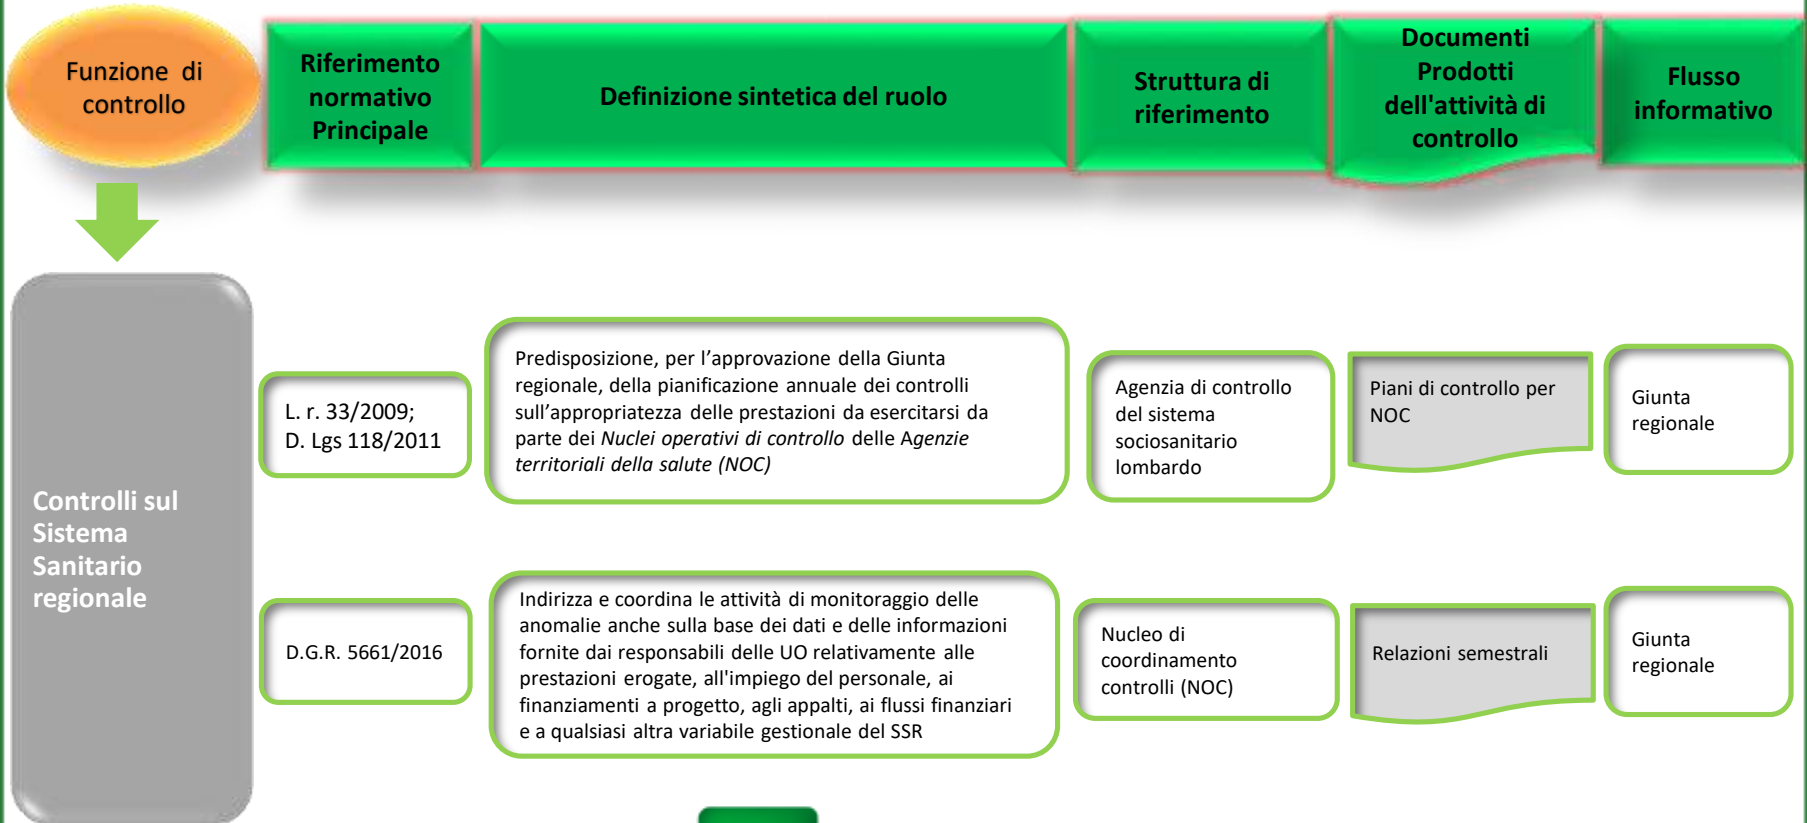 Funzione di
controllo
Riferimento
normativo
Principale
Definizione sintetica del ruolo
Struttura di
riferimento
Documenti
Prodotti
dell'attività di
controllo
Flusso
informativo
Controlli sul
Sistema
Sanitario
regionale
L. r. 33/2009;
D. Lgs 118/2011
Predisposizione, per l’approvazione della Giunta
regionale, della pianificazione annuale dei controlli
sull’appropriatezza delle prestazioni da esercitarsi da
parte dei Nuclei operativi di controllo delle Agenzie
territoriali della salute (NOC)
Agenzia di controllo
del sistema
sociosanitario
lombardo
Piani di controllo per
NOC
Giunta
regionale
D.G.R. 5661/2016
Indirizza e coordina le attività di monitoraggio delle
anomalie anche sulla base dei dati e delle informazioni
fornite dai responsabili delle UO relativamente alle
prestazioni erogate, all'impiego del personale, ai
finanziamenti a progetto, agli appalti, ai flussi finanziari
e a qualsiasi altra variabile gestionale del SSR
Nucleo di
coordinamento
controlli (NOC)
Relazioni semestrali
Giunta
regionale